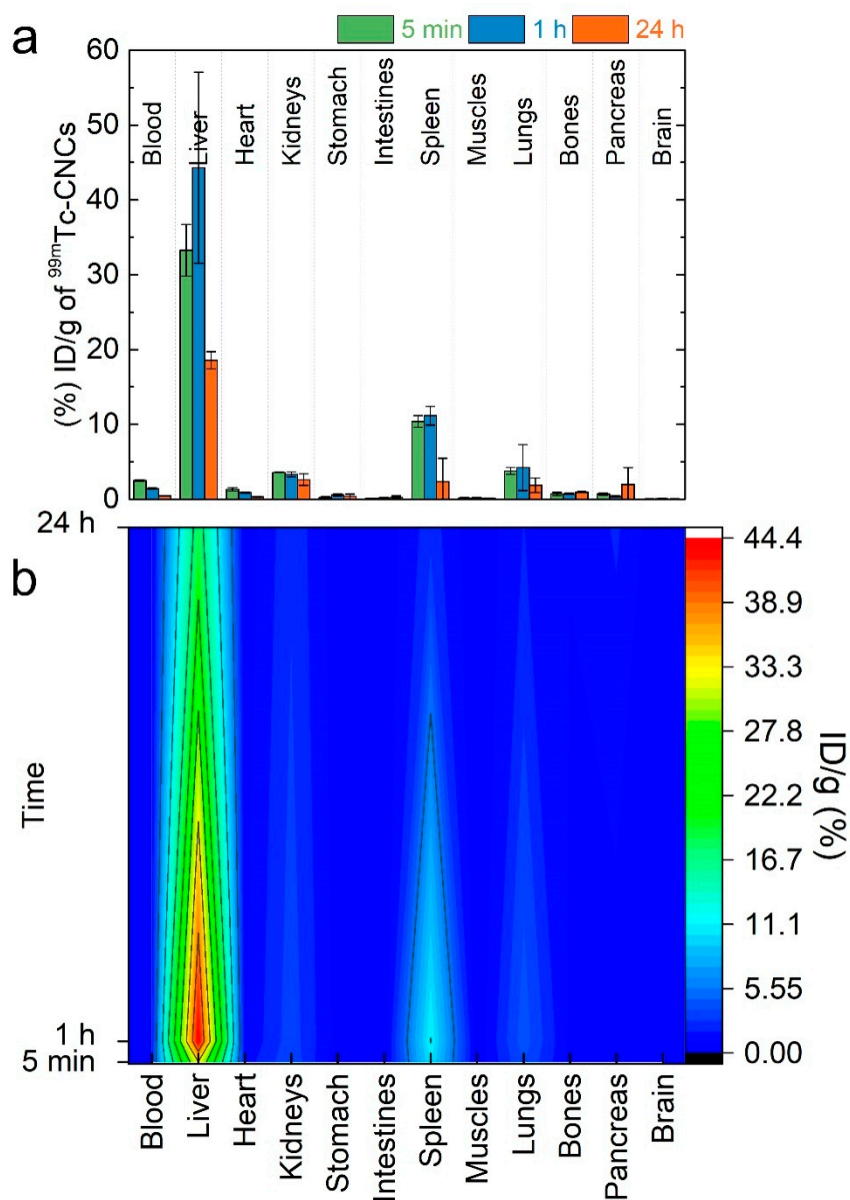 a
5 min 1 h 24 h
60
50
40
30
20
10
0
(%) ID/g of ⁹⁹ᵐTc-CNCs
Blood
Liver
Heart
Kidneys
Stomach
Intestines
Spleen
Muscles
Lungs
Bones
Pancreas
Brain
b
24 h
1 h
5 min
Time
Blood
Liver
Heart
Kidneys
Stomach
Intestines
Spleen
Muscles
Lungs
Bones
Pancreas
Brain
44.4
38.9
33.3
27.8
22.2
16.7
11.1
5.55
0.00
ID/g (%)